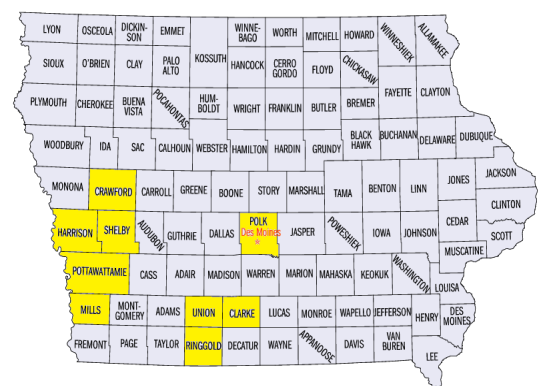 LYON
OSCEOLA
DICKIN-
SON
EMMET
WINNE-
BAGO
WORTH
MITCHELL
HOWARD
WINNESHIEK
ALLAMAKEE
SIOUX
O'BRIEN
CLAY
PALO
ALTO
KOSSUTH
HANCOCK
CERRO
GORDO
FLOYD
CHICKASAW
FAYETTE
CLAYTON
PLYMOUTH
CHEROKEE
BUENA
VISTA
POCAHONTAS
HUM-
BOLDT
WRIGHT
FRANKLIN
BUTLER
BREMER
WOODBURY
IDA
SAC
CALHOUN
WEBSTER
HAMILTON
HARDIN
GRUNDY
BLACK
HAWK
BUCHANAN
DELAWARE
DUBUQUE
MONONA
CRAWFORD
CARROLL
GREENE
BOONE
STORY
MARSHALL
TAMA
BENTON
LINN
JONES
JACKSON
CLINTON
HARRISON
SHELBY
AUDUBON
GUTHRIE
DALLAS
POLK
Des Moines
*
JASPER
POWESHIEK
IOWA
JOHNSON
CEDAR
SCOTT
MUSCATINE
POTTAWATTAMIE
CASS
ADAIR
MADISON
WARREN
MARION
MAHASKA
KEOKUK
WASHINGTON
LOUISA
MILLS
MONT-
GOMERY
ADAMS
UNION
CLARKE
LUCAS
MONROE
WAPELLO
JEFFERSON
HENRY
DES
MOINES
FREMONT
PAGE
TAYLOR
RINGGOLD
DECATUR
WAYNE
APPANOOSE
DAVIS
VAN
BUREN
LEE